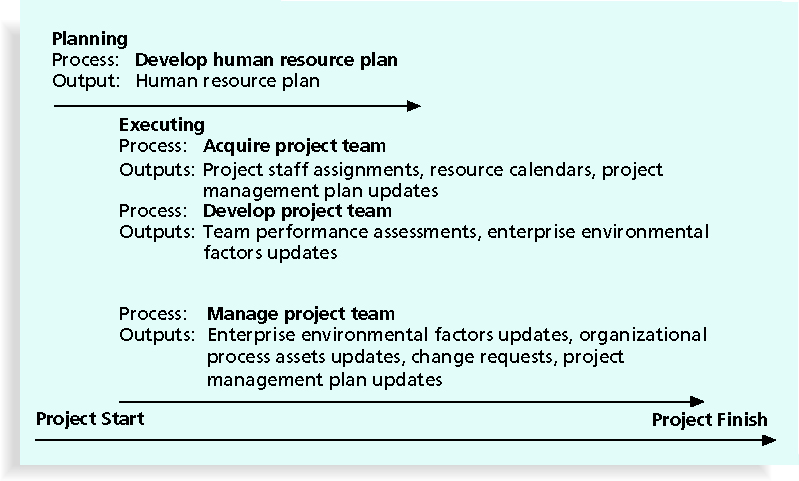 Planning
Process: Develop human resource plan
Output: Human resource plan
Executing
Process: Acquire project team
Outputs: Project staff assignments, resource calendars, project
management plan updates
Process: Develop project team
Outputs: Team performance assessments, enterprise environmental
factors updates
Process: Manage project team
Outputs: Enterprise environmental factors updates, organizational
process assets updates, change requests, project
management plan updates
Project Start
Project Finish